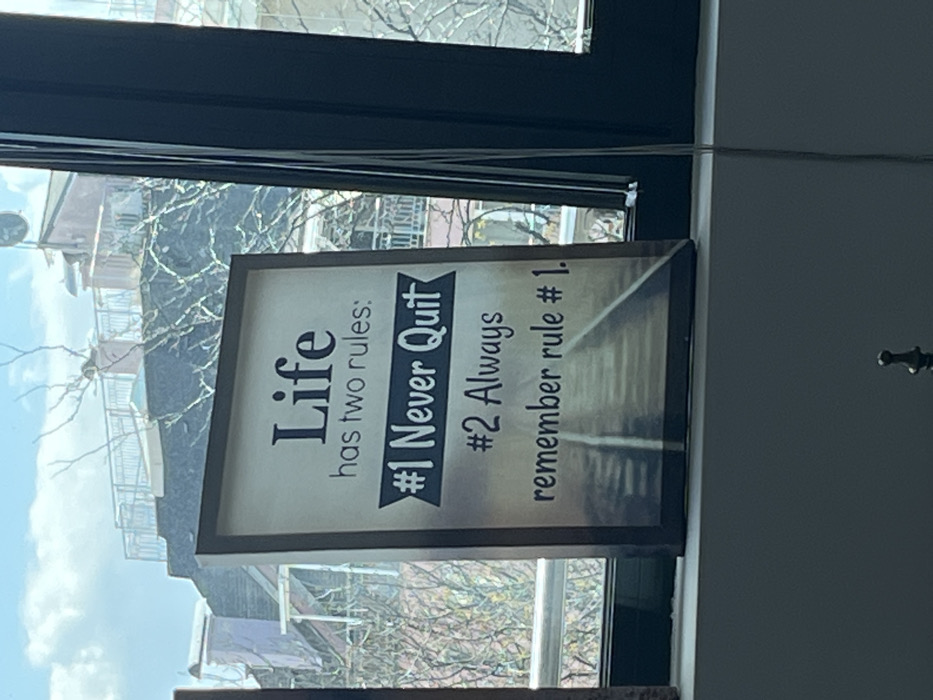 Life
has two rules:
#1 Never Quit
#2 Always
remember rule # 1.